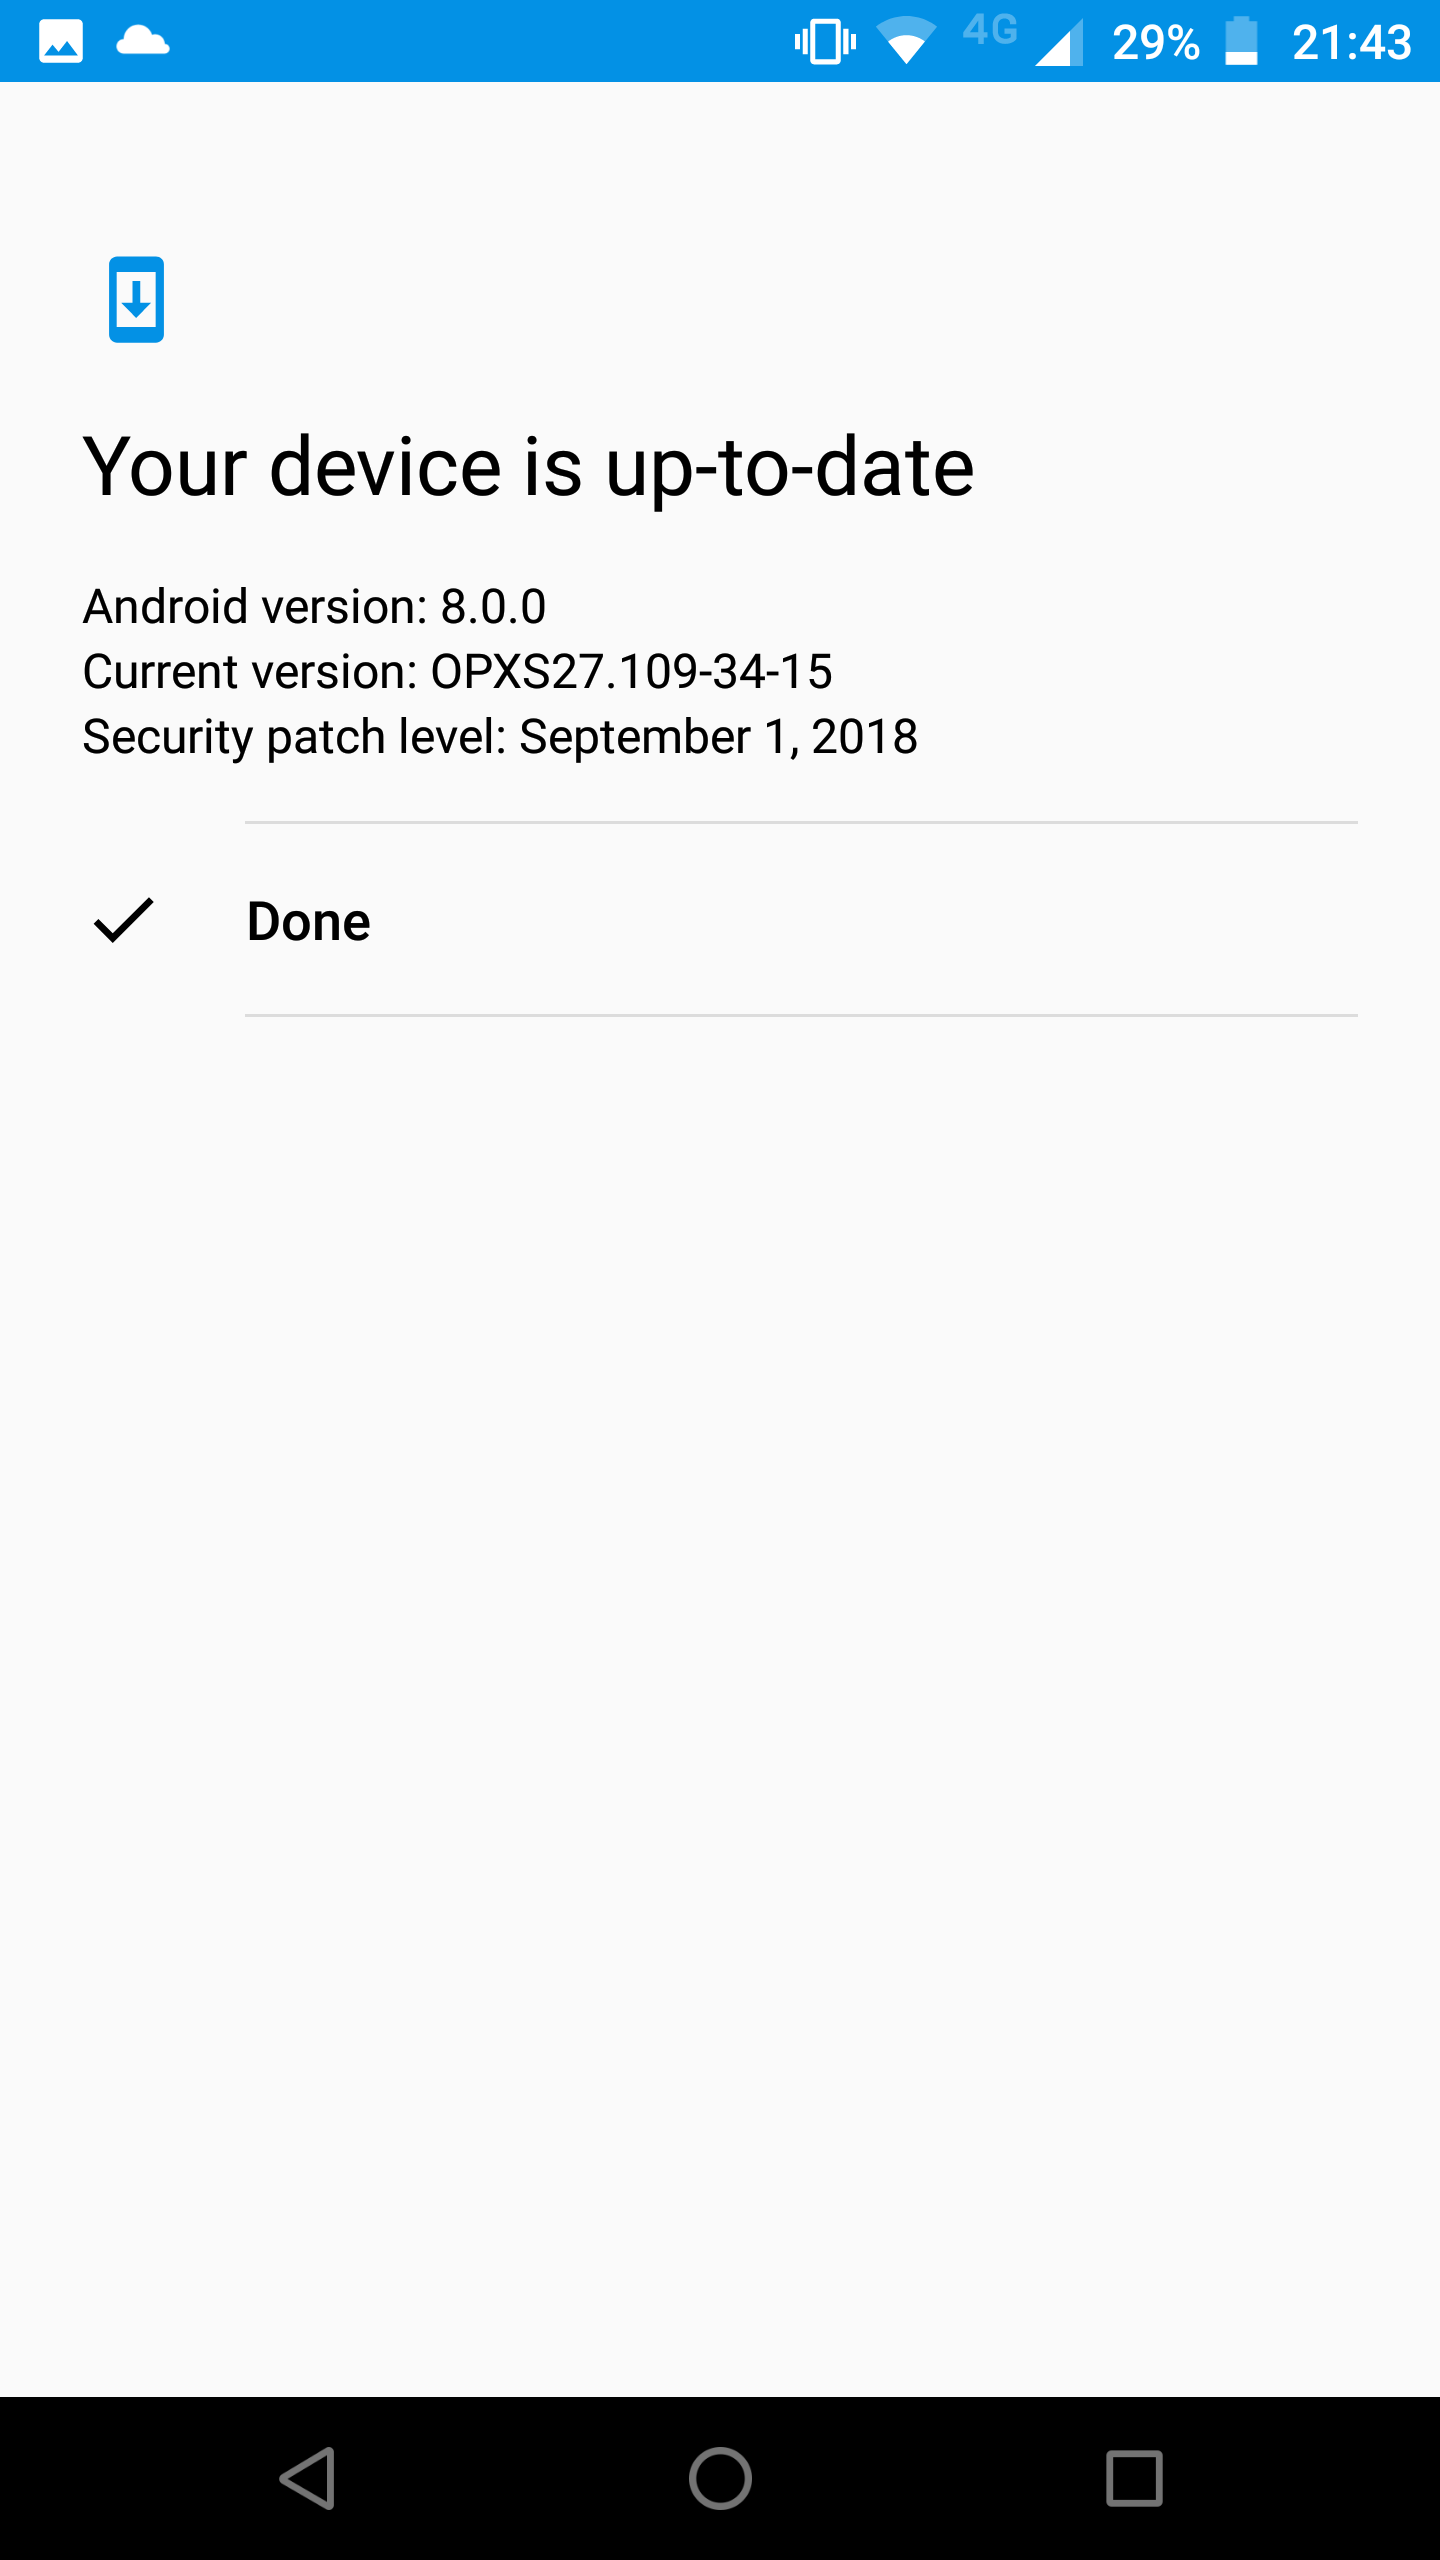 4G 29% 21:43
Your device is up-to-date
Android version: 8.0.0
Current version: OPXS27.109-34-15
Security patch level: September 1, 2018
Done